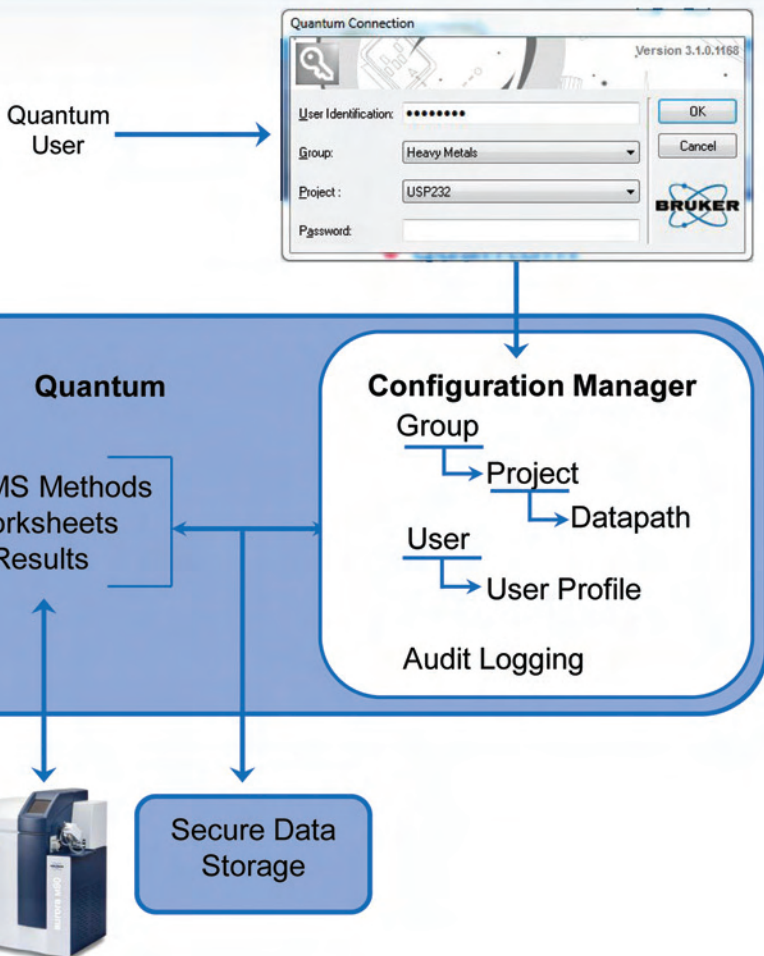 Quantum Connection
Version 3.1.0.1168
Quantum
User
User Identification:
OK
Group:
Heavy Metals
Cancel
Project :
USP232
BRUKER
Password:
Quantum
Configuration Manager
Group
Project
Datapath
User
User Profile
Audit Logging
MS Methods
orksheets
Results
Secure Data
Storage